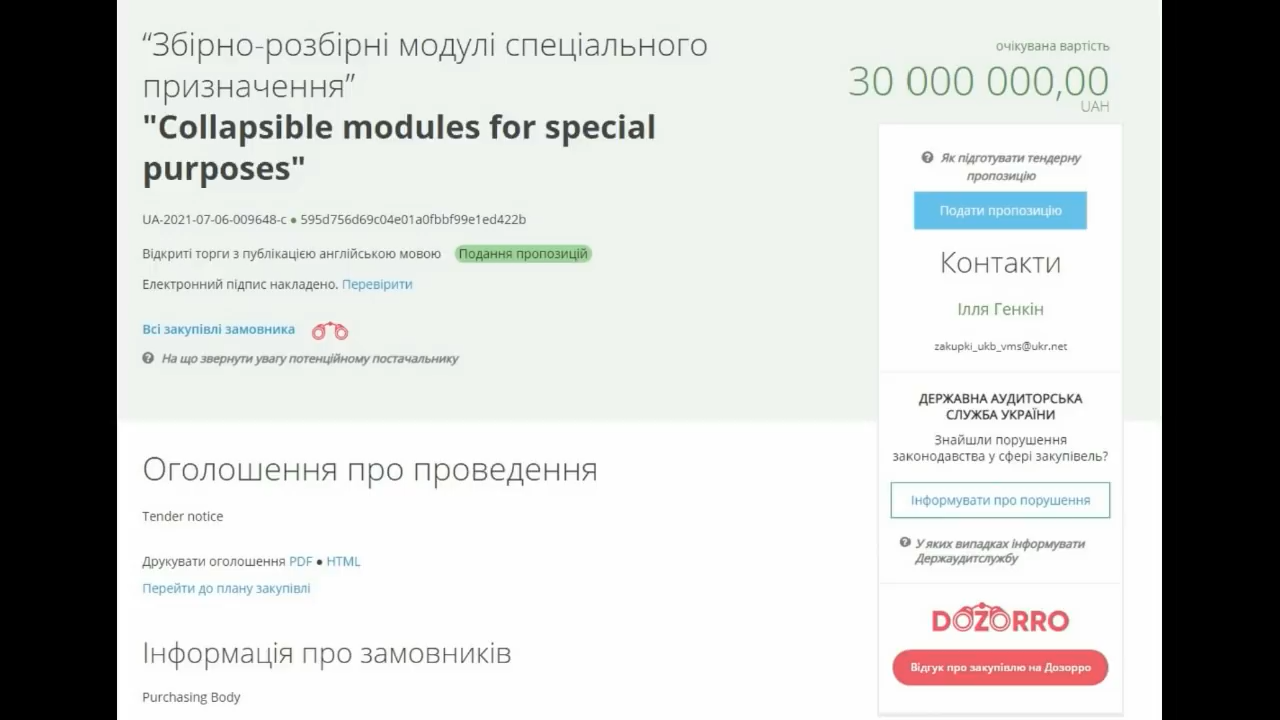 “Збірно-розбірні модулі спеціального
призначення”
"Collapsible modules for special
purposes"
UA-2021-07-06-009648-c ● 595d756d69c04e01a0fbbf99e1ed422b
Відкриті торги з публікацією англійською мовою Подання пропозицій
Електронний підпис накладено. Перевірити
Всі закупівлі замовника
На що звернути увагу потенційному постачальнику
Оголошення про проведення
Tender notice
Друкувати оголошення PDF ● HTML
Перейти до плану закупівлі
Інформація про замовників
Purchasing Body
очікувана вартість
30 000 000,00
UAH
Як підготувати тендерну
пропозицію
Подати пропозицію
Контакти
Ілля Генкін
zakupki_ukb_vms@ukr.net
ДЕРЖАВНА АУДИТОРСЬКА
СЛУЖБА УКРАЇНИ
Знайшли порушення
законодавства у сфері закупівель?
Інформувати про порушення
У яких випадках інформувати
Держаудитслужбу
DOZORRO
Відгук про закупівлю на Дозорро